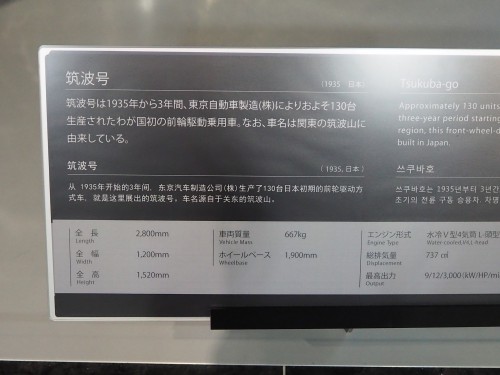 筑波号
(1935 日本)
筑波号は1935年から3年間、東京自動車製造(株)によりおよそ130台
生産されたわが国初の前輪駆動乗用車。なお、車名は関東の筑波山に
由来している。
筑波号
(1935, 日本)
从 1935年开始的3年间，东京汽车制造公司(株)生产了130台日本初期的前轮驱动方
式车，就是这里展出的筑波号。车名源自于关东的筑波山。
Tsukuba-go
Approximately 130 units
three-year period starting
region, this front-wheel-d
built in Japan.
쓰쿠바호
쓰쿠바호는 1935년부터 3년간
조기의 전륜 구동 승용차. 차명
全 長 2,800mm
Length
全 幅 1,200mm
Width
全 高 1,520mm
Height
車両質量 667kg
Vehicle Mass
ホイールベース 1,900mm
Wheelbase
エンジン形式 水冷V型4気筒 L-頭型
Engine Type Water-cooled,V4,L-head
総排気量 737 cc
Displacement
最高出力 9/12/3,000(kW/HP/mi
Output